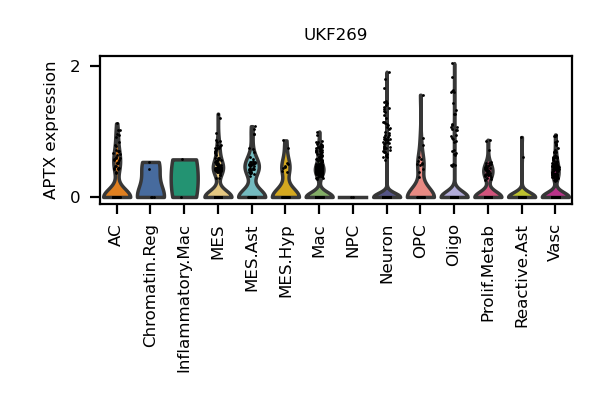 UKF269
APTX expression
2
0
AC
Chromatin.Reg
Inflammatory.Mac
MES
MES.Ast
MES.Hyp
Mac
NPC
Neuron
OPC
Oligo
Prolif.Metab
Reactive.Ast
Vasc